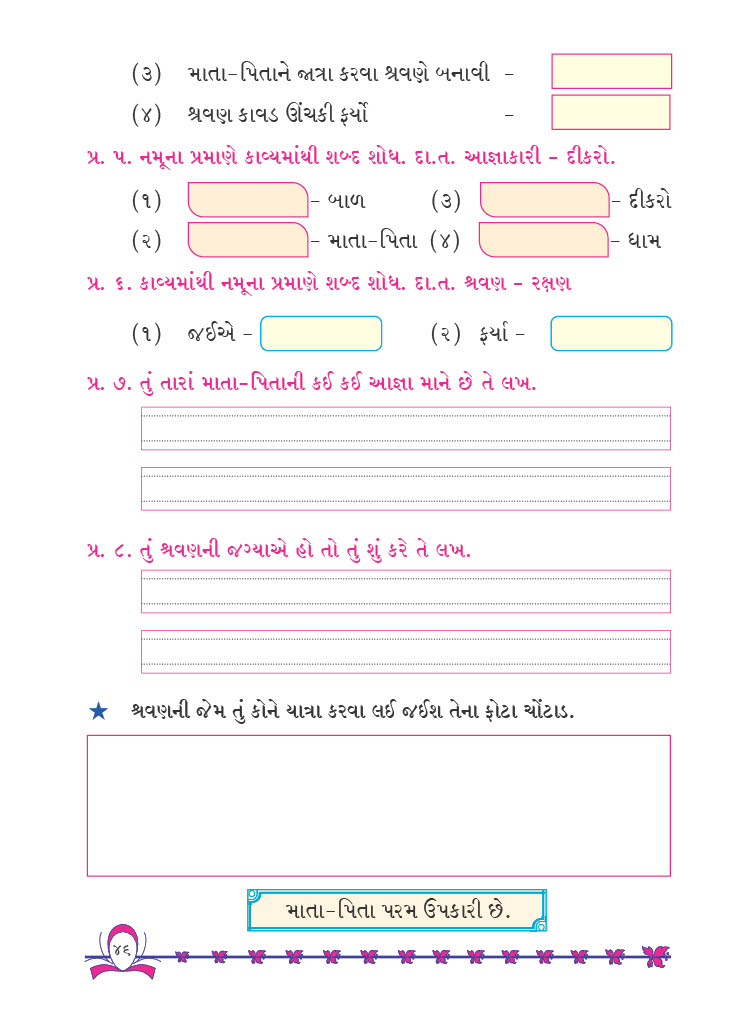 (૩) માતા-પિતાને જાત્રા કરવા શ્રવણે બનાવી -
(૪) શ્રવણ કાવડ ઊંચકી ફર્યો -
પ્ર. ૫. નમૂના પ્રમાણે કાવ્યમાંથી શબ્દ શોધ. દા.ત. આજ્ઞાકારી - દીકરો.
(૧) - બાળ (૩) - દીકરો
(૨) - માતા-પિતા (૪) - ધામ
પ્ર. ૬. કાવ્યમાંથી નમૂના પ્રમાણે શબ્દ શોધ. દા.ત. શ્રવણ - રક્ષણ
(૧) જઈએ - (૨) ફર્યા -
પ્ર. ૭. તું તારાં માતા-પિતાની કઈ કઈ આજ્ઞા માને છે તે લખ.
પ્ર. ૮. તું શ્રવણની જગ્યાએ હો તો તું શું કરે તે લખ.
★ શ્રવણની જેમ તું કોને યાત્રા કરવા લઈ જઈશ તેના ફોટા ચોંટાડ.
માતા-પિતા પરમ ઉપકારી છે.
૪૬